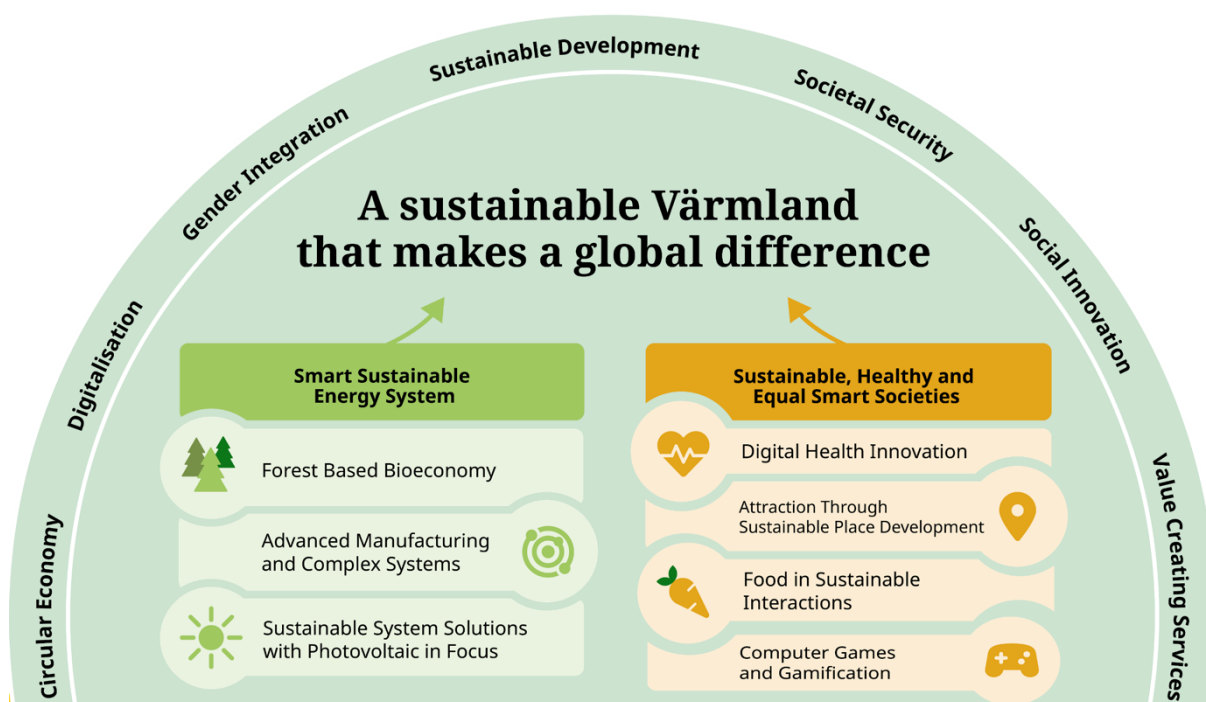 Circular Economy
Digitalisation
Gender Integration
Sustainable Development
Societal Security
Social Innovation
Value Creating Services
A sustainable Värmland
that makes a global difference
Smart Sustainable
Energy System
Forest Based Bioeconomy
Advanced Manufacturing
and Complex Systems
Sustainable System Solutions
with Photovoltaic in Focus
Sustainable, Healthy and
Equal Smart Societies
Digital Health Innovation
Attraction Through
Sustainable Place Development
Food in Sustainable
Interactions
Computer Games
and Gamification